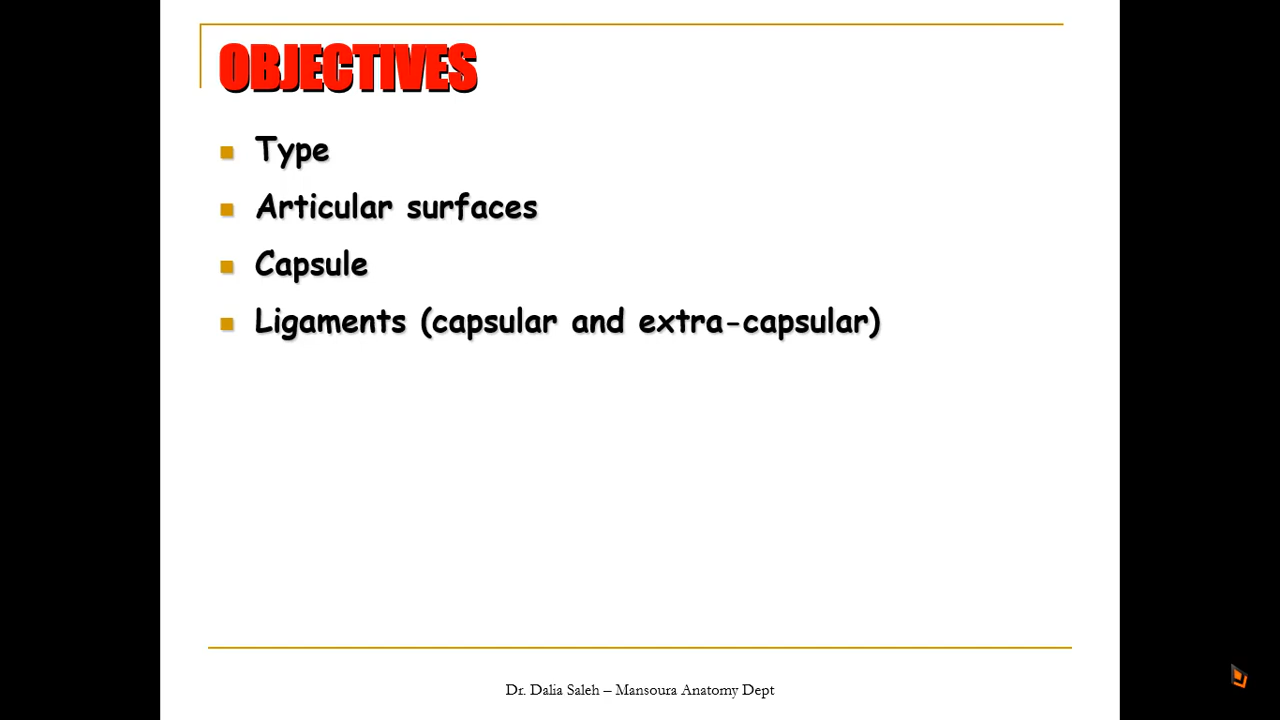 OBJECTIVES
Type
Articular surfaces
Capsule
Ligaments (capsular and extra-capsular)
Dr. Dalia Saleh – Mansoura Anatomy Dept